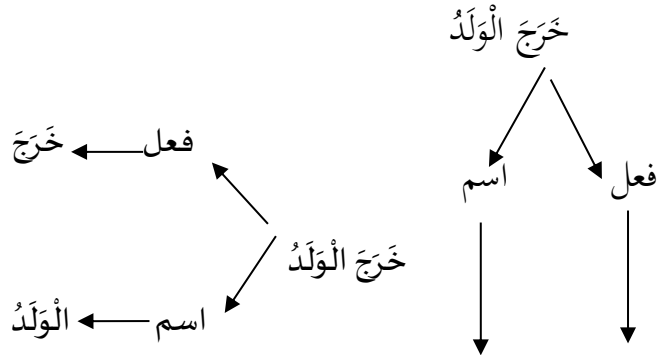 خَرَجَ الْوَلَدُ
فعل
اسم
خَرَجَ الْوَلَدُ
فعل
خَرَجَ
اسم
الْوَلَدُ